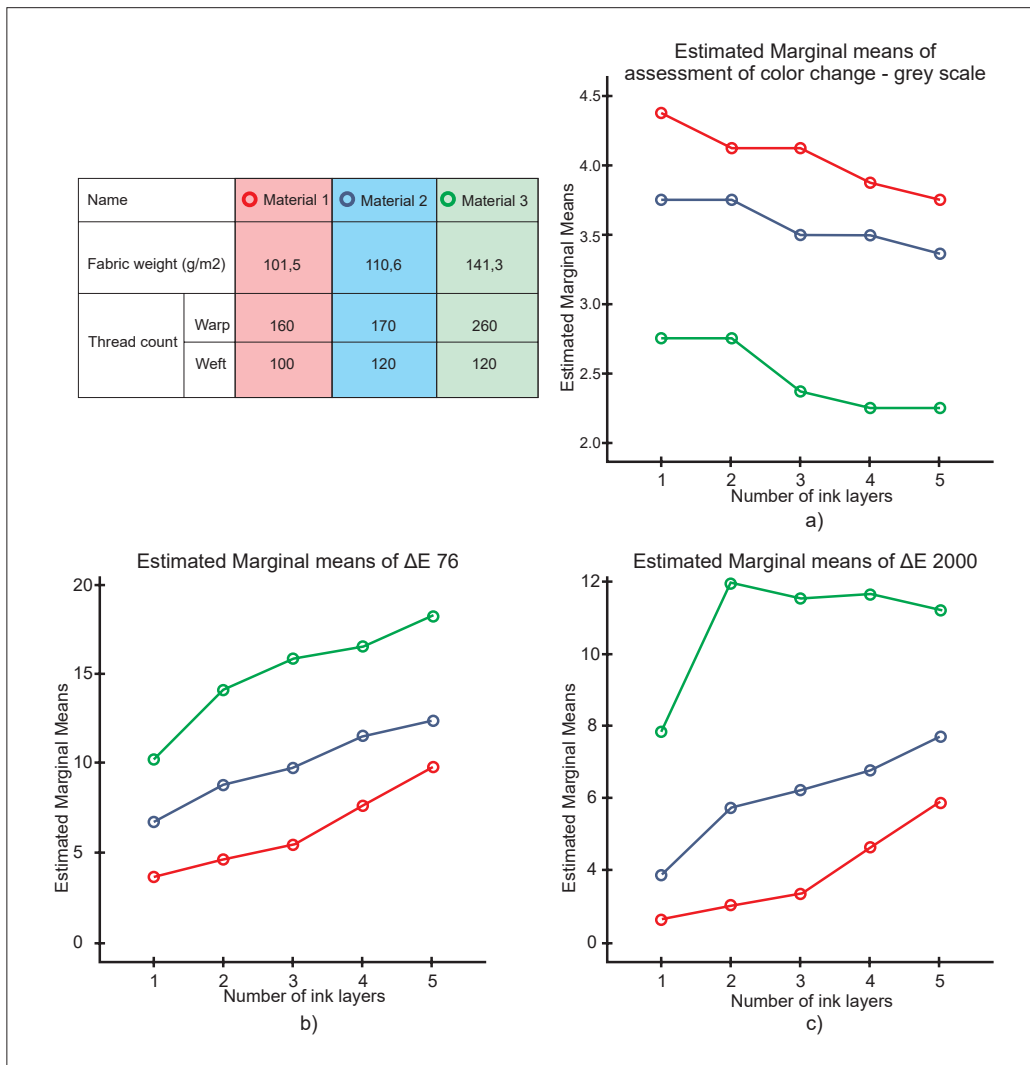 Estimated Marginal means of
assessment of color change - grey scale
Name
Material 1
Material 2
Material 3
Fabric weight (g/m2)
101,5
110,6
141,3
Thread count
Warp
160
170
260
Weft
100
120
120
Estimated Marginal Means
4.5
4.0
3.5
3.0
2.5
2.0
1 2 3 4 5
Number of ink layers
a)
Estimated Marginal means of ΔE 76
Estimated Marginal Means
20
15
10
5
0
1 2 3 4 5
Number of ink layers
b)
Estimated Marginal means of ΔE 2000
Estimated Marginal Means
12
10
8
6
4
0
1 2 3 4 5
Number of ink layers
c)